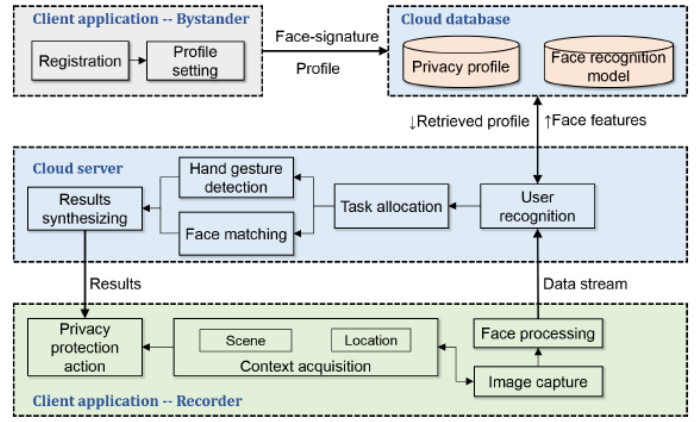 Client application -- Bystander
Registration
Profile
setting
Face-signature
Profile
Cloud database
Privacy profile
Face recognition
model
↓Retrieved profile
↑Face features
Cloud server
Hand gesture
detection
Results
synthesizing
Face matching
Task allocation
User
recognition
Results
Data stream
Privacy
protection
action
Scene
Location
Context acquisition
Face processing
Image capture
Client application -- Recorder